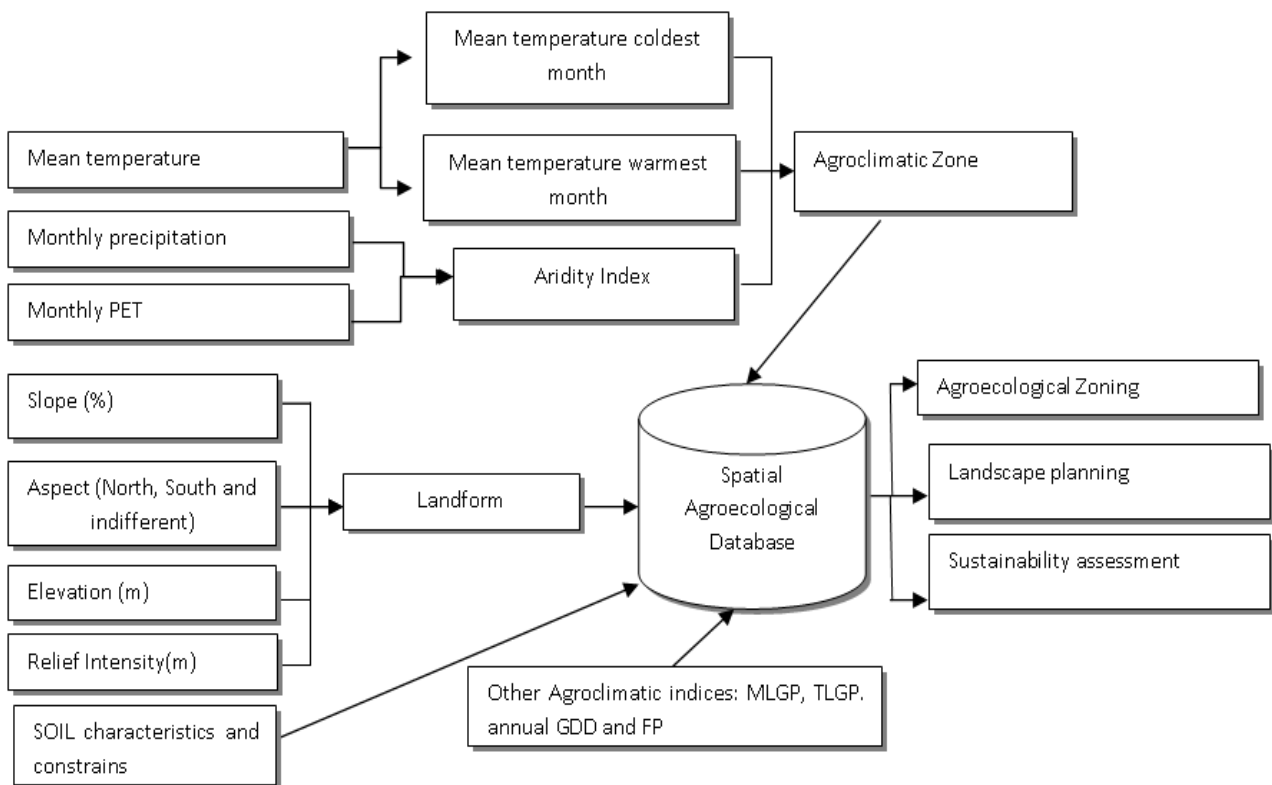 Mean temperature coldest
month
Mean temperature
Mean temperature warmest
month
Agroclimatic Zone
Monthly precipitation
Aridity Index
Monthly PET
Slope (%)
Aspect (North, South and
indifferent)
Elevation (m)
Relief Intensity(m)
SOIL characteristics and
constrains
Landform
Spatial
Agroecological
Database
Other Agroclimatic indices: MLGP, TLGP.
annual GDD and FP
Agroecological Zoning
Landscape planning
Sustainability assessment